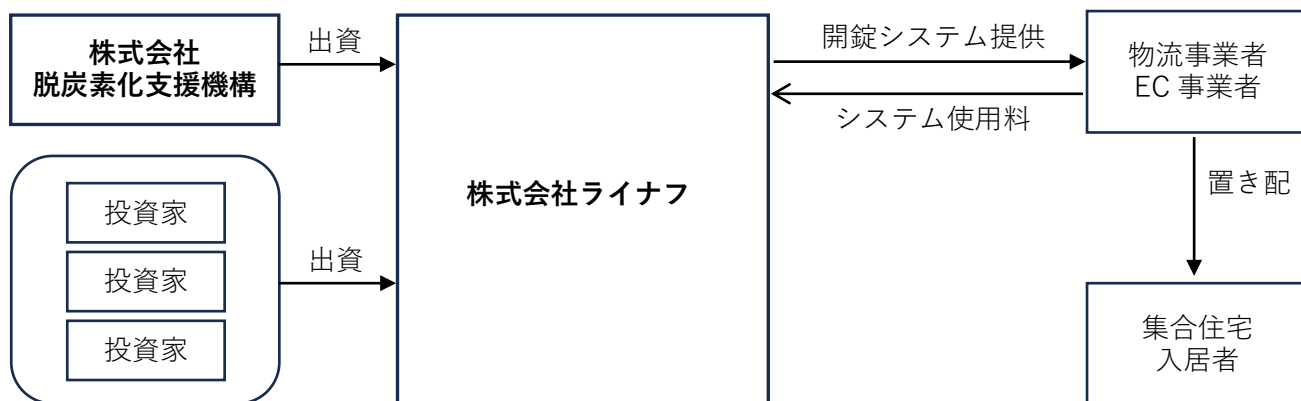 株式会社
脱炭素化支援機構
出資
投資家
投資家
投資家
出資
株式会社ライナフ
開錠システム提供
システム使用料
物流事業者
EC 事業者
置き配
集合住宅
入居者